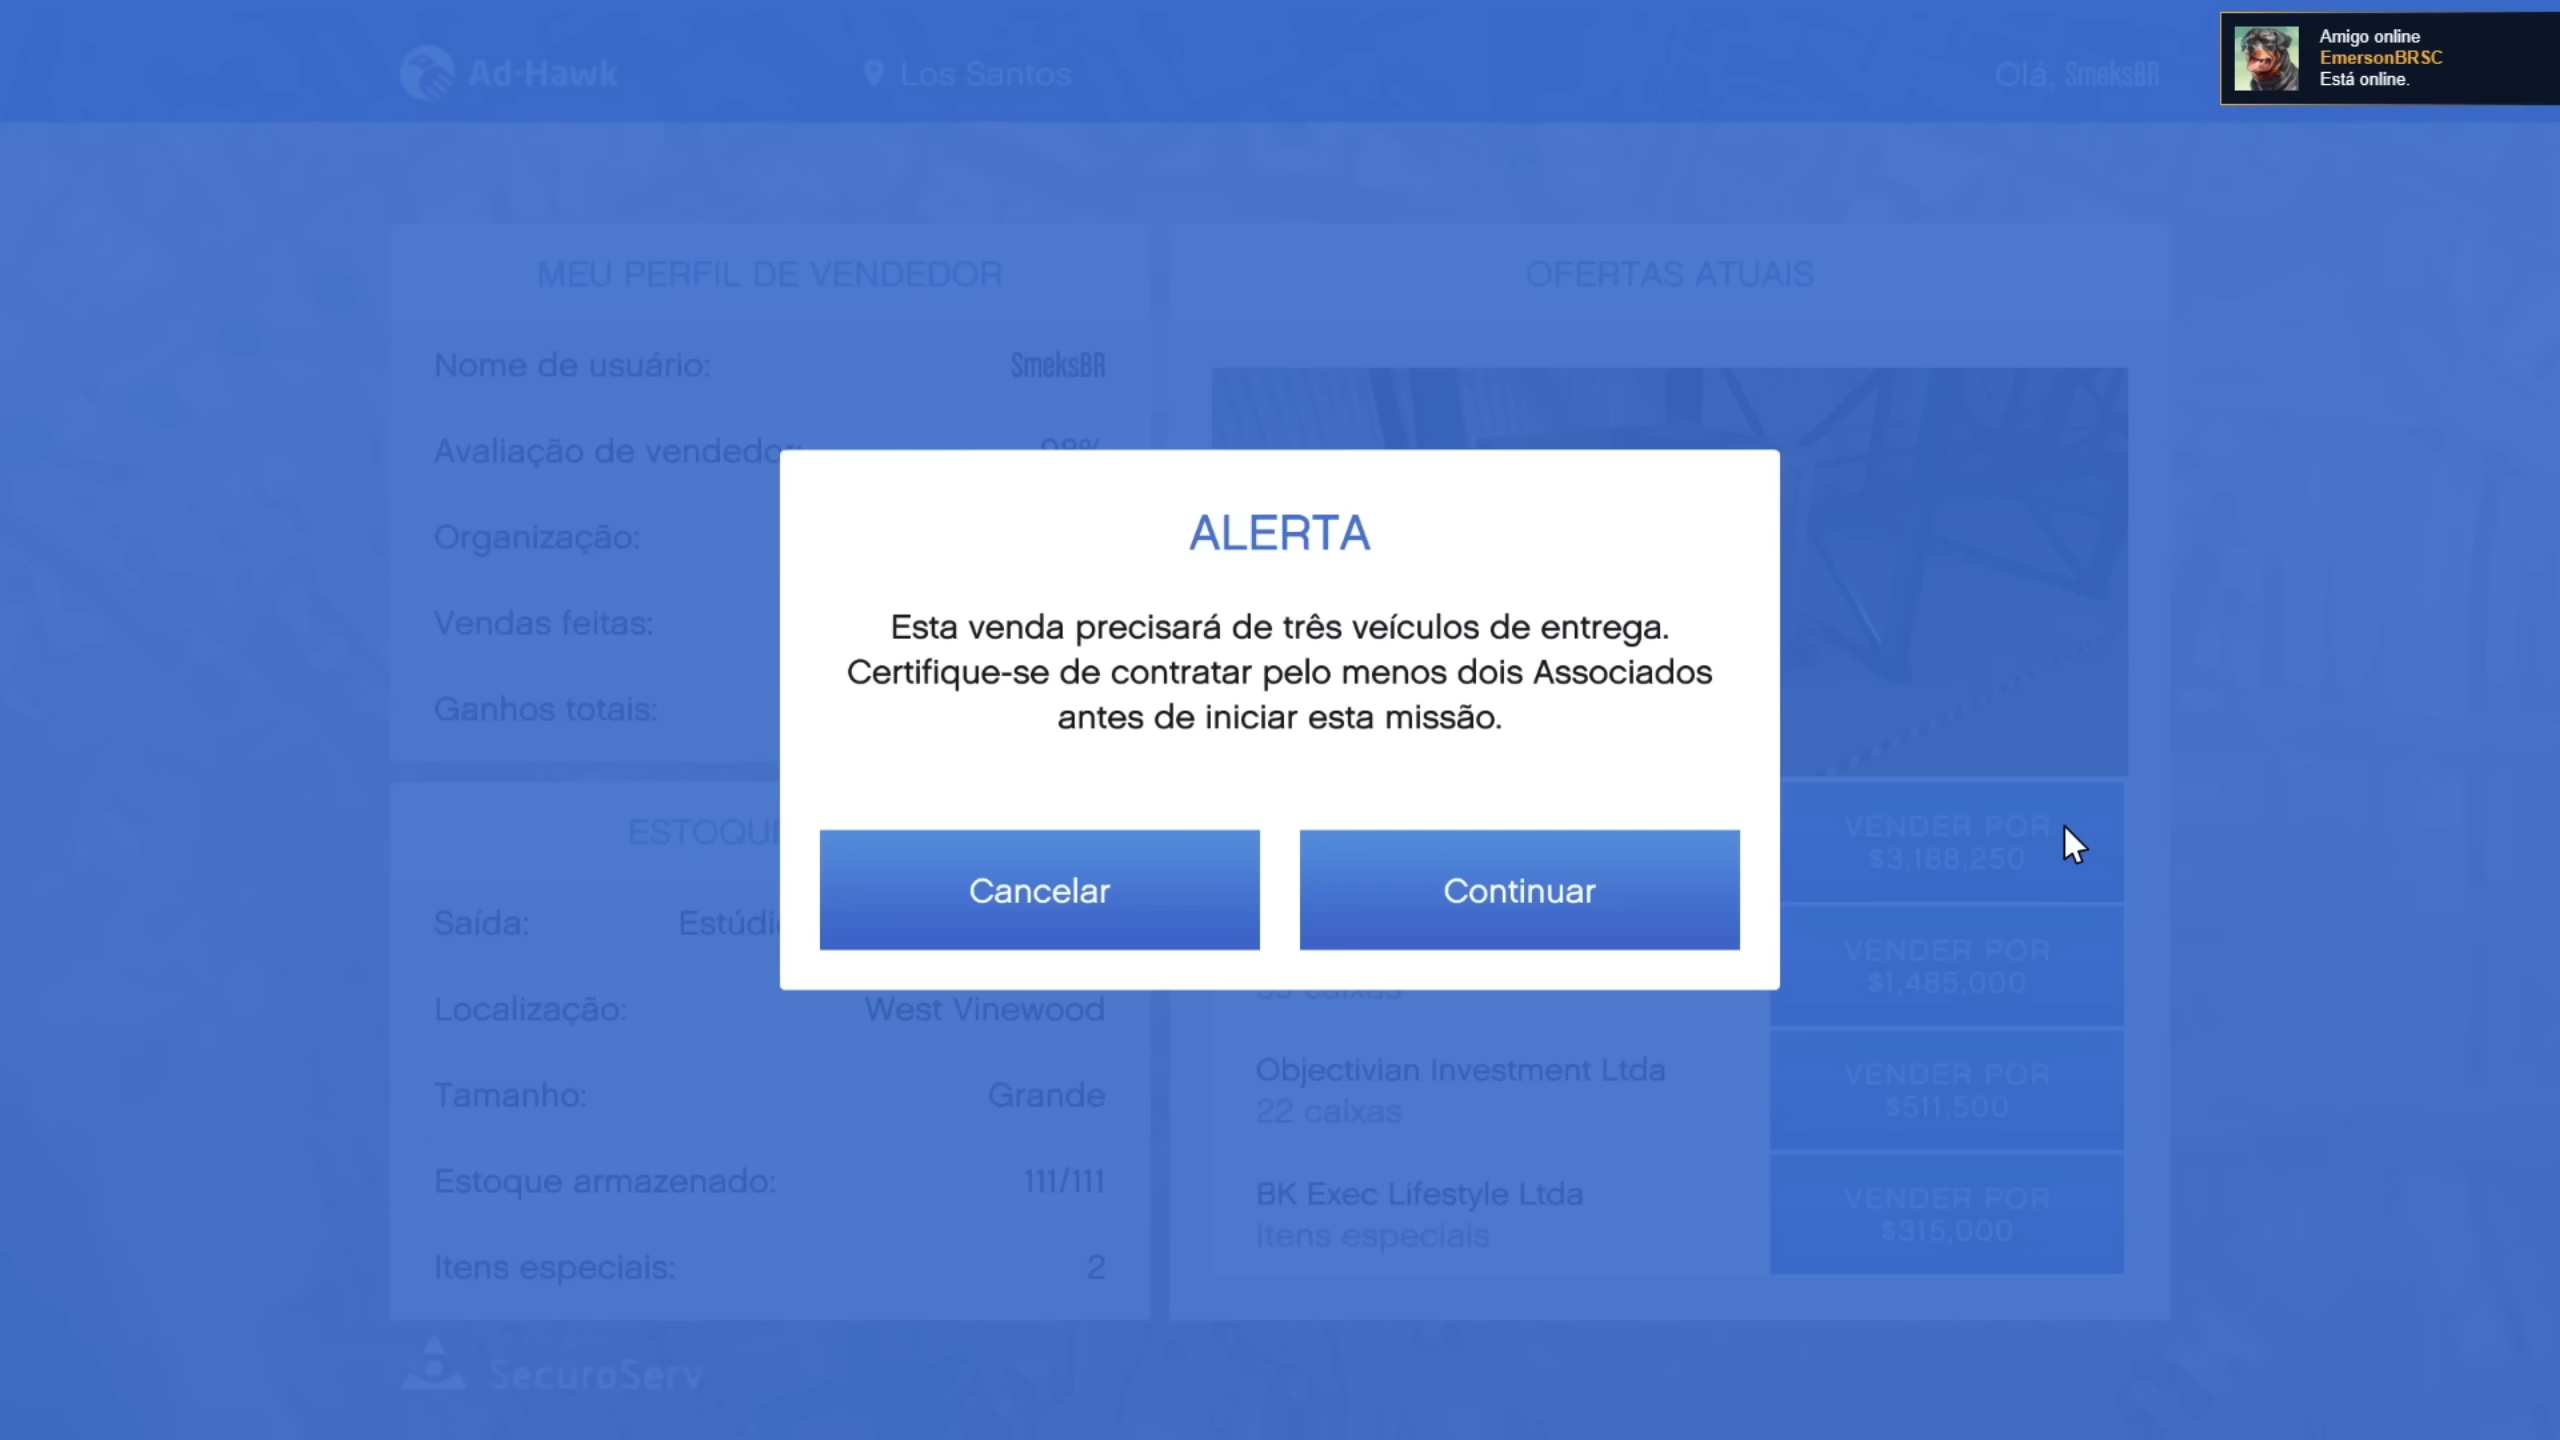 Ad-Hawk
Los Santos
Olá, SmeksBR
Amigo online
EmersonBRSC
Está online.
MEU PERFIL DE VENDEDOR
Nome de usuário: SmeksBR
Avaliação de vendedor: 98%
Organização:
Vendas feitas:
Ganhos totais:
OFERTAS ATUAIS
ALERTA
Esta venda precisará de três veículos de entrega.
Certifique-se de contratar pelo menos dois Associados
antes de iniciar esta missão.
Cancelar
Continuar
Saída:
Localização: West Vinewood
Tamanho: Grande
Estoque armazenado: 111/111
Itens especiais: 2
VENDER POR
$3,188,250
VENDER POR
$1,485,000
Objectivian Investment Ltda
22 caixas
VENDER POR
$511,500
BK Exec Lifestyle Ltda
Itens especiais
VENDER POR
$315,000
SecuroServ